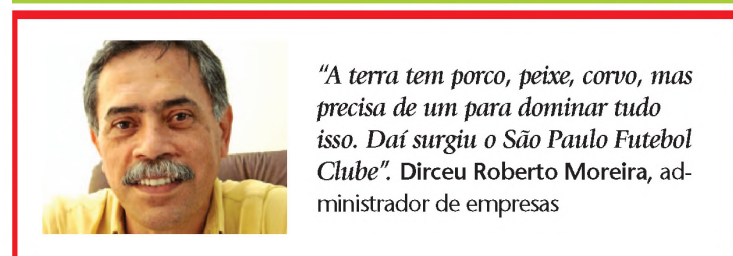 “A terra tem porco, peixe, corvo, mas
precisa de um para dominar tudo
isso. Daí surgiu o São Paulo Futebol
Clube”. Dirceu Roberto Moreira, ad-
ministrador de empresas